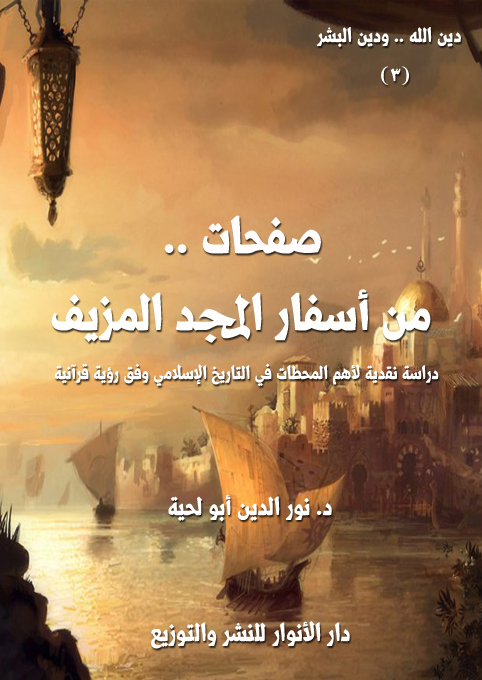 دين الله .. ودين البشر
(٣)
صفحات ..
من أسفار المجد المزيف
دراسة نقدية لأهم المحطات في التاريخ الإسلامي وفق رؤية قرآنية
د. نور الدين أبو لحية
دار الأنوار للنشر والتوزيع